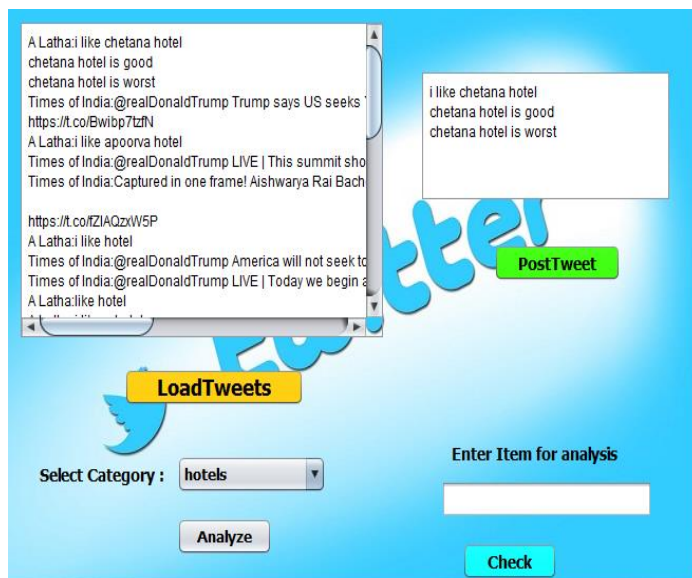 A Latha:i like chetana hotel
chetana hotel is good
chetana hotel is worst
Times of India:@realDonaldTrump Trump says US seeks
https://t.co/Bwibp7tzfN
A Latha:i like apoorva hotel
Times of India:@realDonaldTrump LIVE | This summit sho
Times of India:Captured in one frame! Aishwarya Rai Bach
https://t.co/fZIAQzxW5P
A Latha:i like hotel
Times of India:@realDonaldTrump America will not seek to
Times of India:@realDonaldTrump LIVE | Today we begin a
A Latha:like hotel
i like chetana hotel
chetana hotel is good
chetana hotel is worst
PostTweet
LoadTweets
Select Category :
hotels
Analyze
Enter Item for analysis
Check